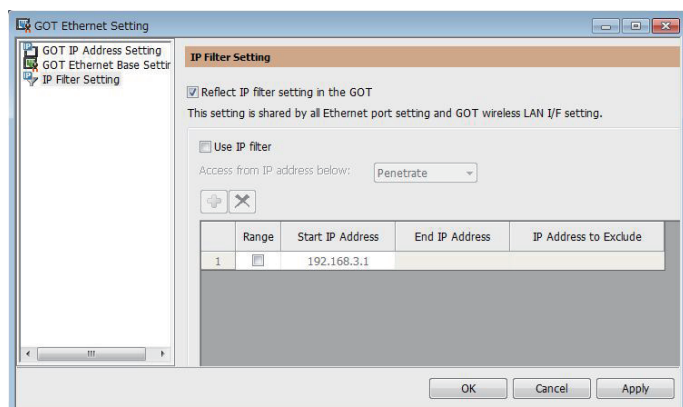 GOT Ethernet Setting
GOT IP Address Setting
GOT Ethernet Base Settir
IP Filter Setting
IP Filter Setting
Reflect IP filter setting in the GOT
This setting is shared by all Ethernet port setting and GOT wireless LAN I/F setting.
Use IP filter
Access from IP address below: Penetrate
Range Start IP Address End IP Address IP Address to Exclude
1 192.168.3.1
OK Cancel Apply